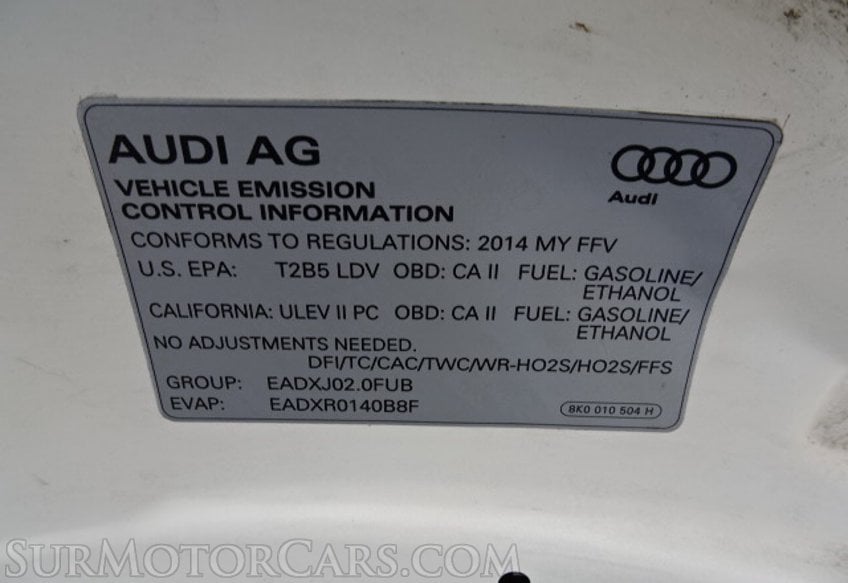 AUDI AG
Audi
VEHICLE EMISSION
CONTROL INFORMATION
CONFORMS TO REGULATIONS: 2014 MY FFV
U.S. EPA: T2B5 LDV OBD: CA II FUEL: GASOLINE/
ETHANOL
CALIFORNIA: ULEV II PC OBD: CA II FUEL: GASOLINE/
ETHANOL
NO ADJUSTMENTS NEEDED.
DFI/TC/CAC/TWC/WR-HO2S/HO2S/FFS
GROUP: EADXJ02.0FUB
EVAP: EADXR0140B8F
8K0 010 504 H
SURMOTORCARS.COM